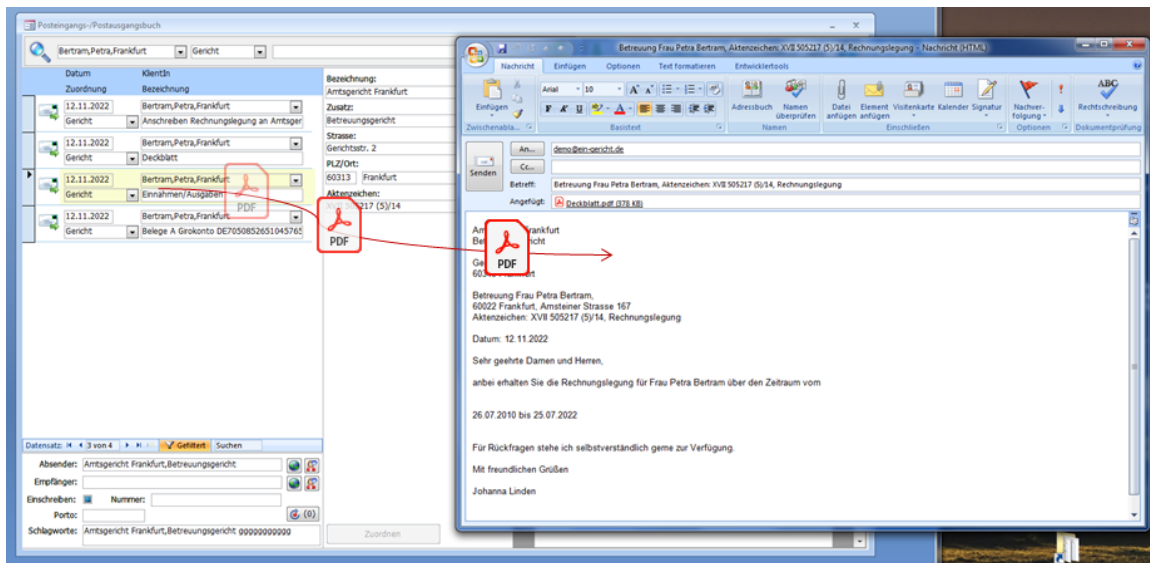 Posteingangs-/Postausgangsbuch
Bertram,Petra,Frankfurt
Gericht
Datum
KlientIn
Zuordnung
Bezeichnung
12.11.2022
Bertram,Petra,Frankfurt
Gericht
Anschreiben Rechnungslegung an Amtsger
12.11.2022
Bertram,Petra,Frankfurt
Gericht
Deckblatt
12.11.2022
Bertram,Petra,Frankfurt
Gericht
Einnahmen/Ausgaben
12.11.2022
Bertram,Petra,Frankfurt
Gericht
Belege A Girokonto DE7050852651045765
PDF
PDF
PDF
Bezeichnung:
Amtsgericht Frankfurt
Zusatz:
Betreuungsgericht
Strasse:
Gerichtsstr. 2
PLZ/Ort:
60313 Frankfurt
Aktenzeichen:
217 (5)/14
Datensatz: 3 von 4 Gefiltert Suchen
Absender: Amtsgericht Frankfurt,Betreuungsgericht
Empfänger:
Einschreiben: Nummer:
Porto: (0)
Schlagworte: Amtsgericht Frankfurt,Betreuungsgericht ggggggggggg
Zuordnen
Betreuung Frau Petra Bertram, Aktenzeichen: XVII 505217 (5)/14, Rechnungslegung - Nachricht (HTML)
Nachricht Einfügen Optionen Text formatieren Entwicklertools
Einfügen
Arial 10
F K U
Adressbuch
Namen überprüfen
Datei anfügen
Element anfügen
Visitenkarte
Kalender
Signatur
Nachver-
folgung
ABC
Rechtschreibung
Zwischenabla...
Basistext
Namen
Einschließen
Optionen
Dokumentprüfung
Senden
An... demo@ein-gericht.de
Cc...
Betreff: Betreuung Frau Petra Bertram, Aktenzeichen: XVII 505217 (5)/14, Rechnungslegung
Angefügt: Deckblatt.pdf (378 KB)
Betreuung Frau Petra Bertram,
60022 Frankfurt, Arnsteiner Strasse 167
Aktenzeichen: XVII 505217 (5)/14, Rechnungslegung
Datum: 12.11.2022
Sehr geehrte Damen und Herren,
anbei erhalten Sie die Rechnungslegung für Frau Petra Bertram über den Zeitraum vom
26.07.2010 bis 25.07.2022
Für Rückfragen stehe ich selbstverständlich gerne zur Verfügung.
Mit freundlichen Grüßen
Johanna Linden